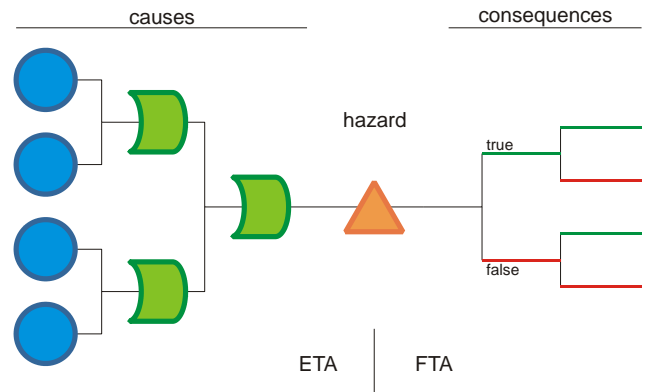 causes
consequences
hazard
true
false
ETA
FTA